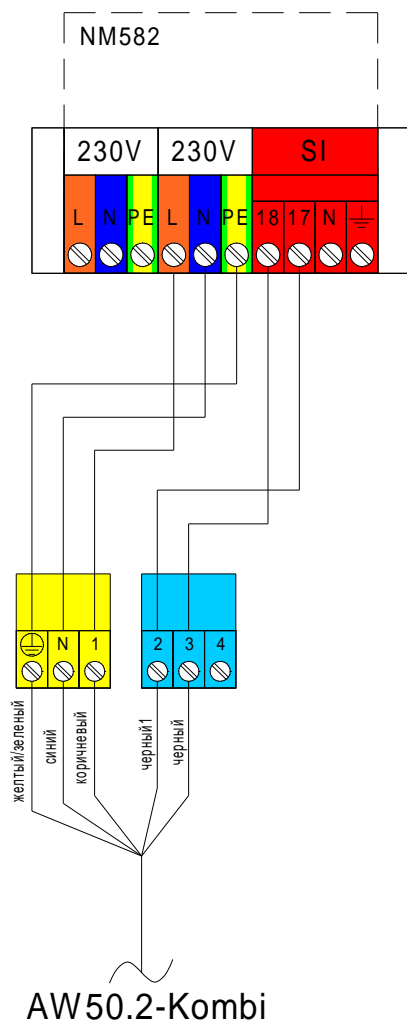 NM582
230V 230V SI
L N PE L N PE 18 17 N
N 1 2 3 4
желтый/зеленый
синий
коричневый
черный1
черный
AW50.2-Kombi